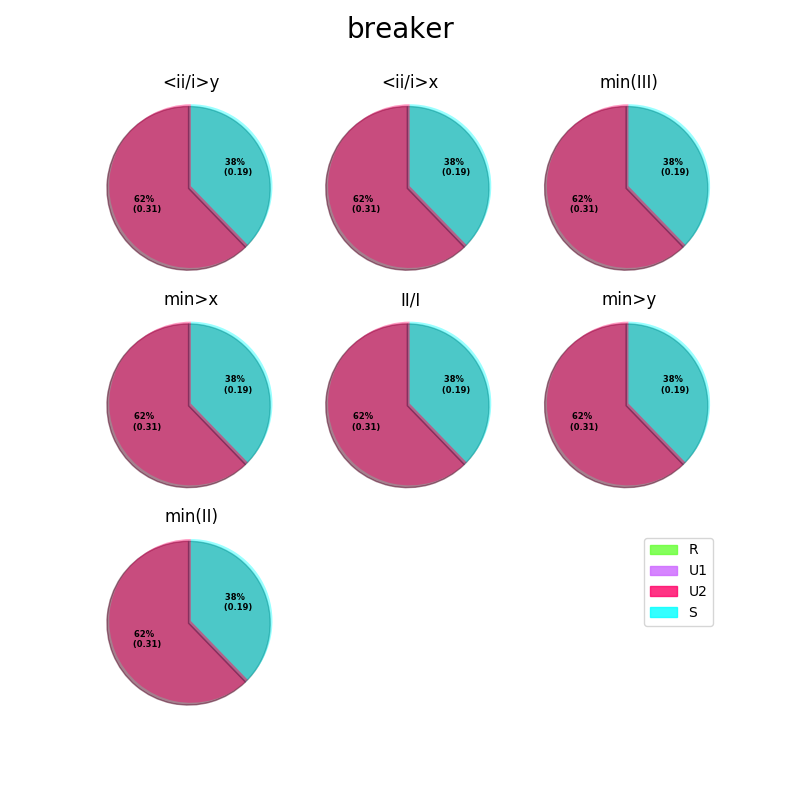 breaker
<ii/i>y
<ii/i>x
min(III)
38%
(0.19)
62%
(0.31)
38%
(0.19)
62%
(0.31)
38%
(0.19)
62%
(0.31)
min>x
II/I
min>y
38%
(0.19)
62%
(0.31)
38%
(0.19)
62%
(0.31)
38%
(0.19)
62%
(0.31)
min(II)
38%
(0.19)
62%
(0.31)
R
U1
U2
S